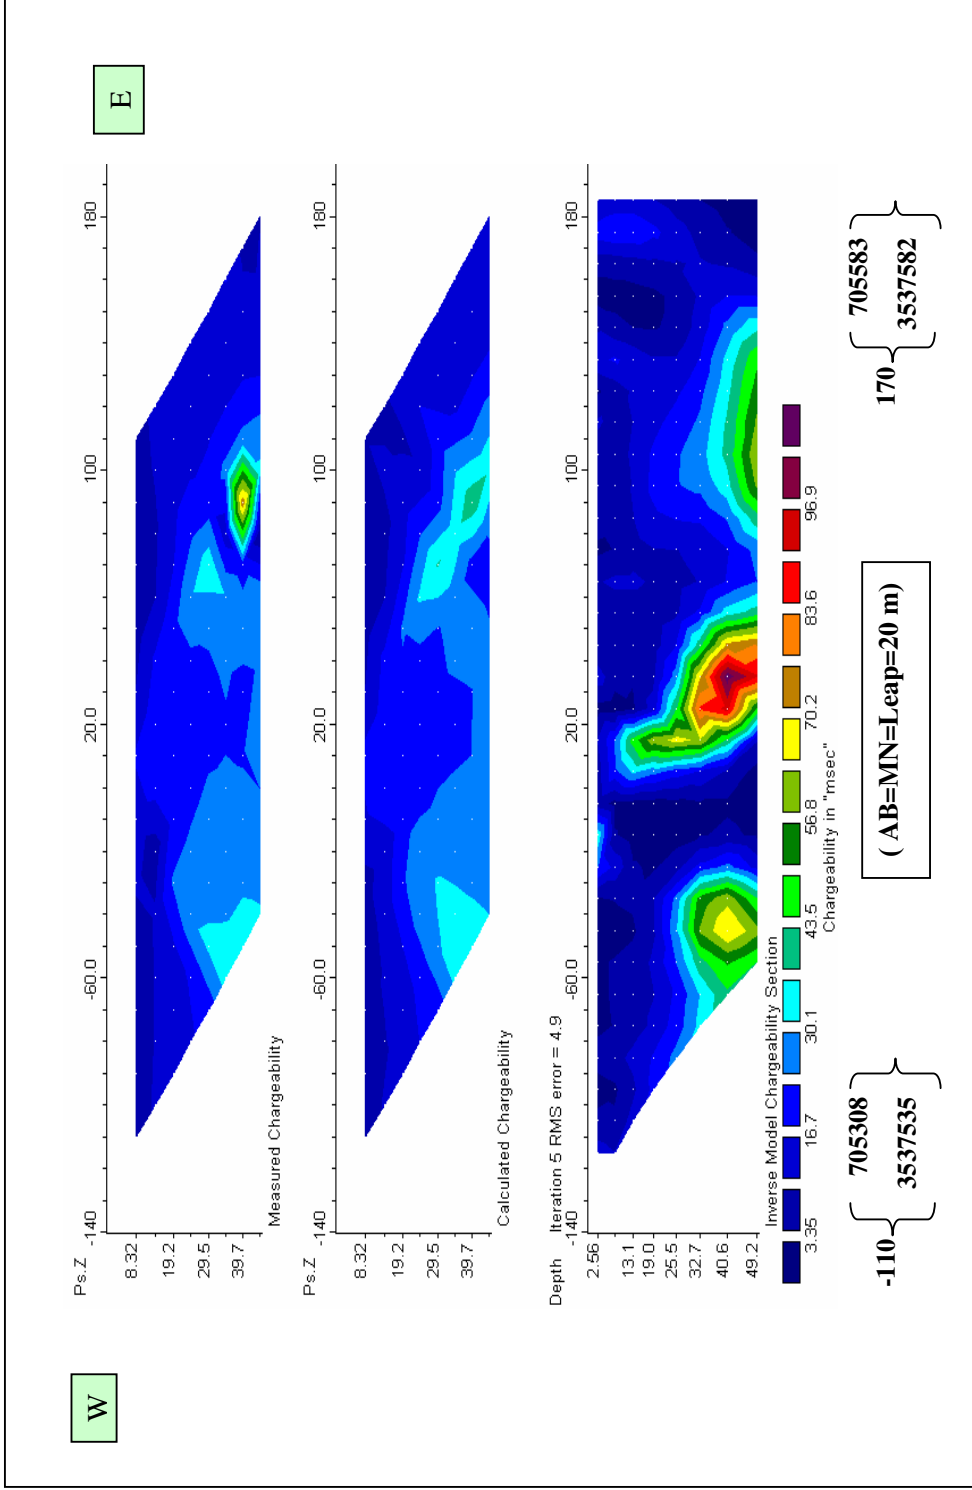 W
E
Ps.Z -140 -60.0 20.0 100 180
8.32
19.2
29.5
39.7
Measured Chargeability
Ps.Z -140 -60.0 20.0 100 180
8.32
19.2
29.5
39.7
Calculated Chargeability
Depth Iteration 5 RMS error = 4.9
-140 -60.0 20.0 100 180
2.56
13.1
19.0
25.5
32.7
40.6
49.2
Inverse Model Chargeability Section
3.35 16.7 30.1 43.5 56.8 70.2 83.6 96.9
Chargeability in "msec"
-110
705308
3537535
( AB=MN=Leap=20 m)
170
705583
3537582